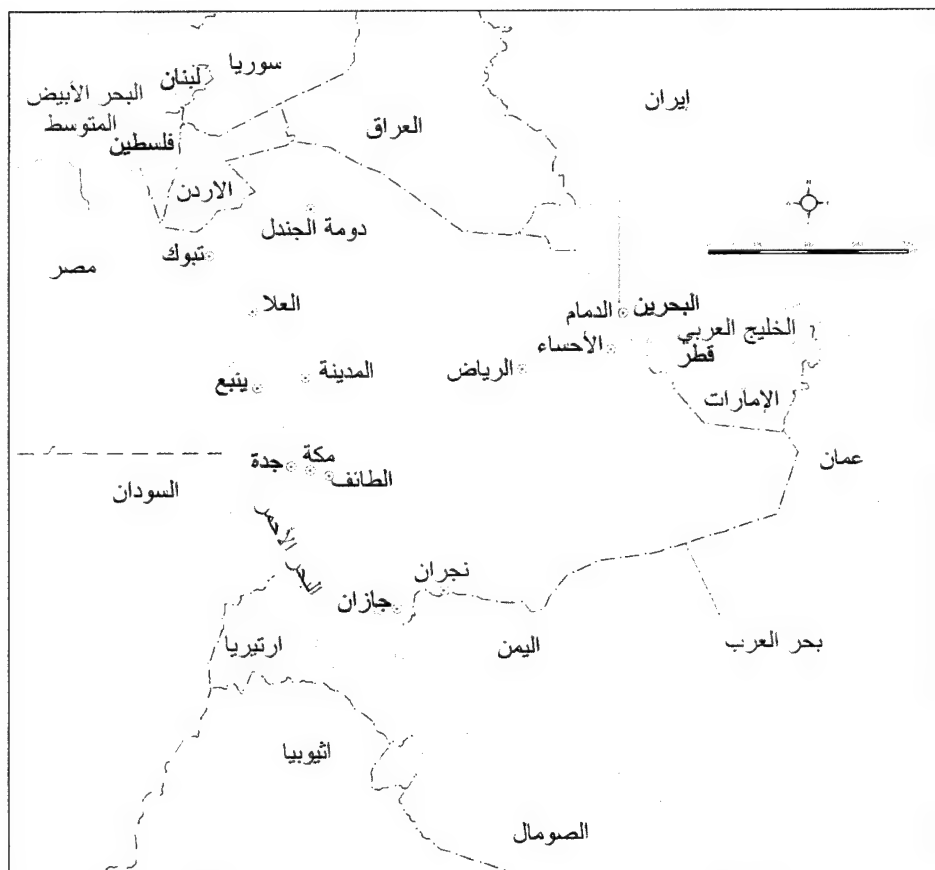 سوريا
لبنان
البحر الأبيض
المتوسط
فلسطين
العراق
ايران
الاردن
دومة الجندل
تبوك
مصر
العلا
البحرين
الدمام
الخليج العربي
الأحساء
قطر
الرياض
المدينة
ينبع
الإمارات
مكة
جدة
الطائف
عمان
السودان
البحر الأحمر
نجران
جازان
ارتيريا
اليمن
بحر العرب
اثيوبيا
الصومال